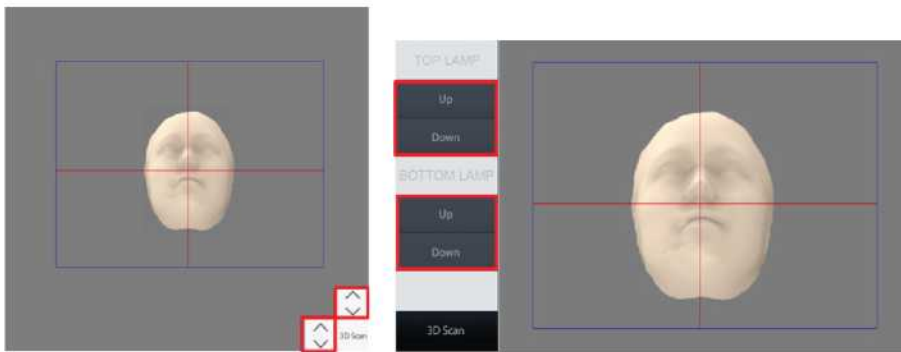 3D Scan
TOP LAMP
Up
Down
BOTTOM LAMP
Up
Down
3D Scan